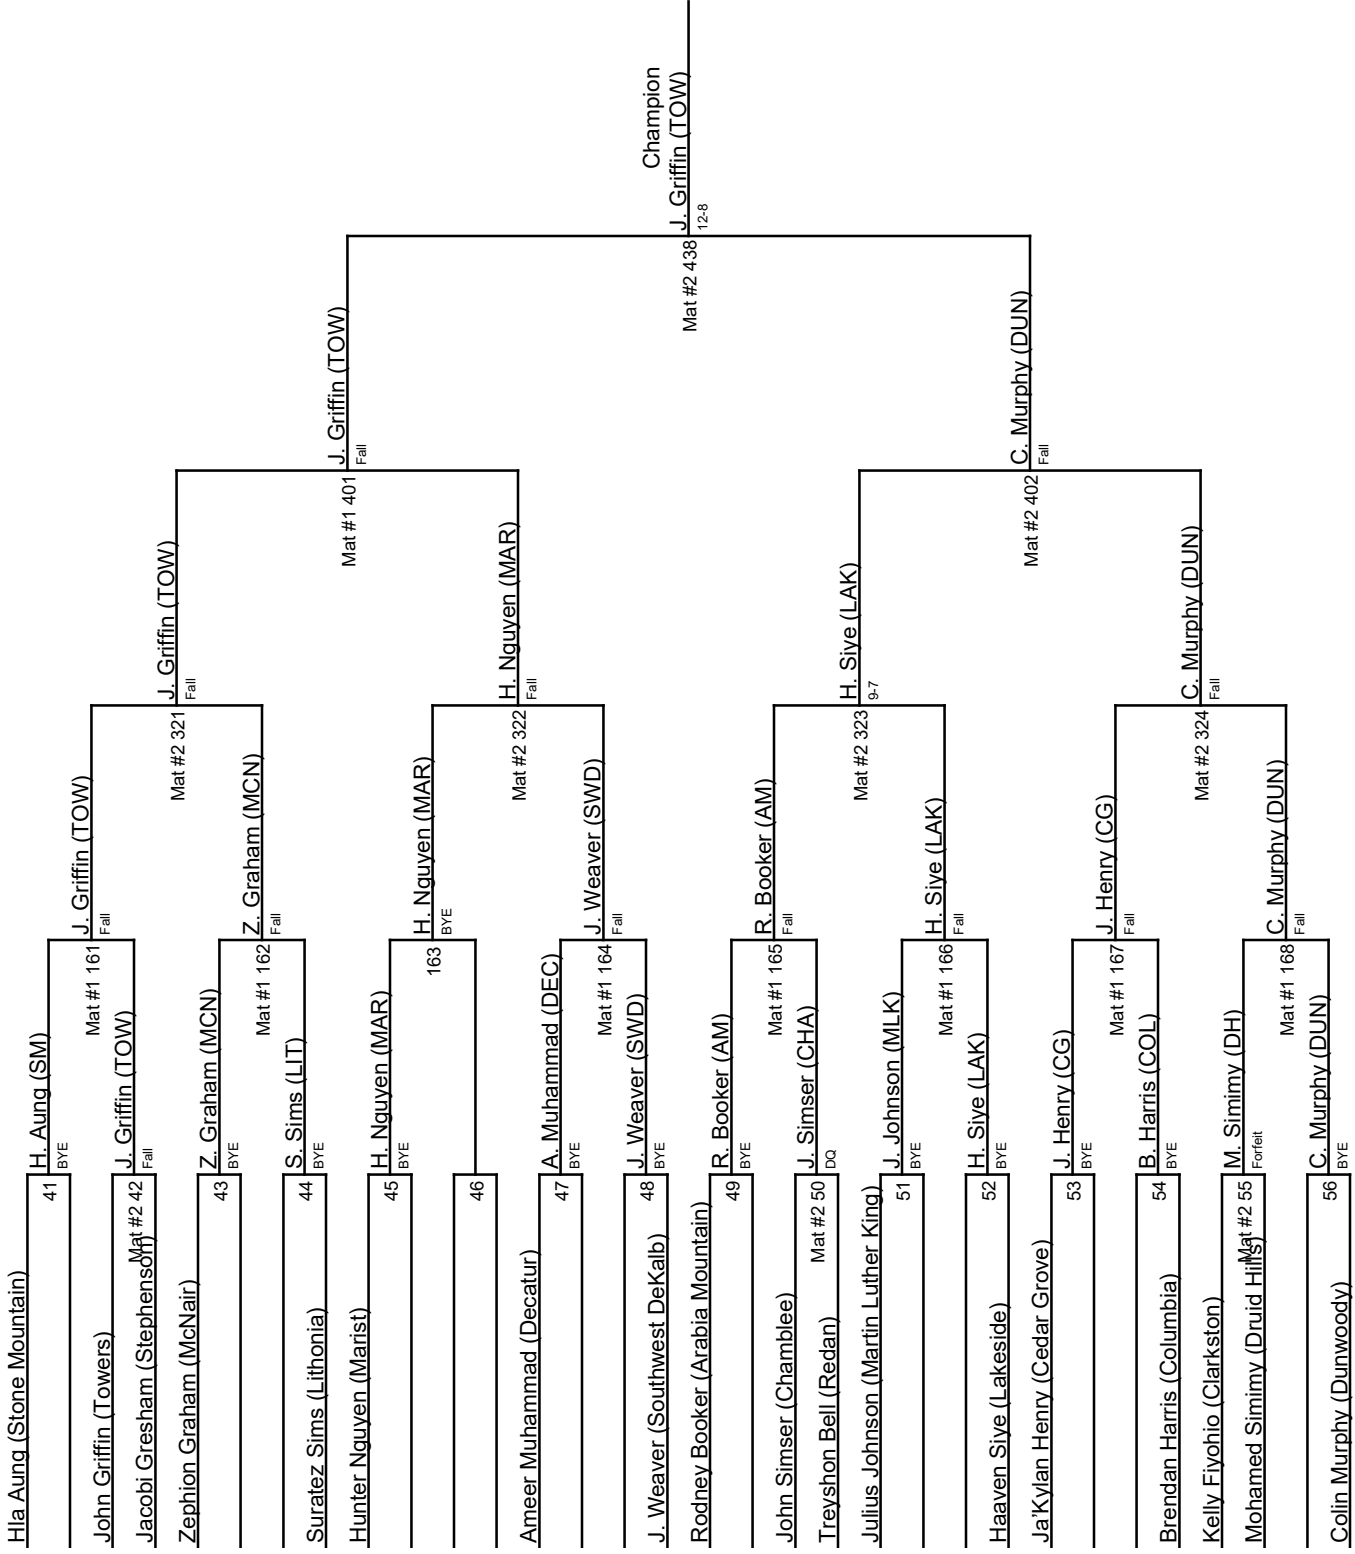 Hla Aung (Stone Mountain)
41
John Griffin (Towers)
Mat #2 42
Jacobi Gresham (Stephenson)
Zephion Graham (McNair)
43
44
Suratez Sims (Lithonia)
Hunter Nguyen (Marist)
45
46
Ameer Muhammad (Decatur)
47
48
J. Weaver (Southwest DeKalb)
Rodney Booker (Arabia Mountain)
49
John Simser (Chamblee)
Mat #2 50
Treyshon Bell (Redan)
Julius Johnson (Martin Luther King)
51
52
Haaven Siye (Lakeside)
Ja'Kylan Henry (Cedar Grove)
53
54
Brendan Harris (Columbia)
Kelly Fiyohio (Clarkston)
Mat #2 55
Mohamed Simimy (Druid Hills)
56
Colin Murphy (Dunwoody)
H. Aung (SM)
BYE
Mat #1 161
J. Griffin (TOW)
Fall
Z. Graham (MCN)
BYE
Mat #1 162
S. Sims (LIT)
BYE
H. Nguyen (MAR)
BYE
163
A. Muhammad (DEC)
BYE
Mat #1 164
J. Weaver (SWD)
BYE
R. Booker (AM)
BYE
Mat #1 165
J. Simser (CHA)
DQ
J. Johnson (MLK)
BYE
Mat #1 166
H. Siye (LAK)
BYE
J. Henry (CG)
BYE
Mat #1 167
B. Harris (COL)
BYE
M. Simimy (DH)
Forfeit
Mat #1 168
C. Murphy (DUN)
BYE
J. Griffin (TOW)
Fall
Mat #2 321
Z. Graham (MCN)
Fall
H. Nguyen (MAR)
BYE
Mat #2 322
J. Weaver (SWD)
Fall
R. Booker (AM)
Fall
Mat #2 323
H. Siye (LAK)
Fall
J. Henry (CG)
Fall
Mat #2 324
C. Murphy (DUN)
Fall
J. Griffin (TOW)
Fall
Mat #1 401
H. Nguyen (MAR)
Fall
H. Siye (LAK)
9-7
Mat #2 402
C. Murphy (DUN)
Fall
J. Griffin (TOW)
Fall
Mat #2 438
C. Murphy (DUN)
Fall
Champion
J. Griffin (TOW)
12-8